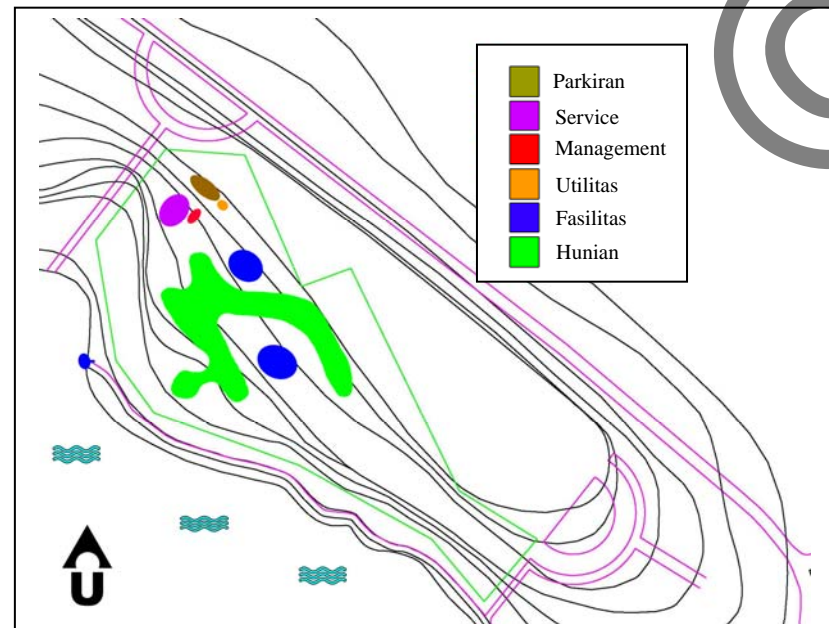 Parkiran
Service
Management
Utilitas
Fasilitas
Hunian
U